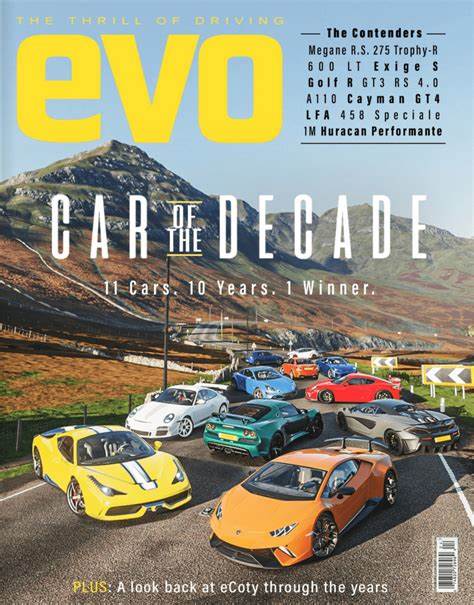 THE THRILL OF DRIVING
evo
The Contenders
Megane R.S. 275 Trophy-R
600 LT Exige S
Golf R GT3 RS 4.0
A110 Cayman GT4
LFA 458 Speciale
1M Huracan Performante
CAR OF THE DECADE
11 Cars. 10 Years. 1 Winner.
PLUS: A look back at eCoty through the years